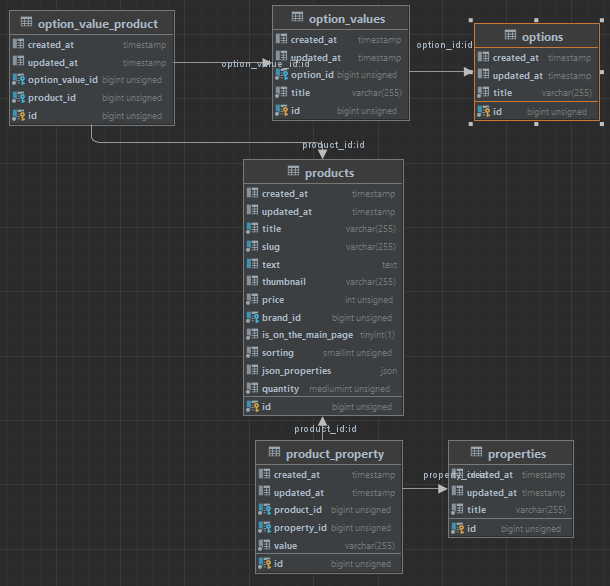 option_value_product
created_at timestamp
updated_at timestamp
option_value_id bigint unsigned
product_id bigint unsigned
id bigint unsigned
option_value_id:id
option_values
created_at timestamp
updated_at timestamp
option_id bigint unsigned
title varchar(255)
id bigint unsigned
option_id:id
options
created_at timestamp
updated_at timestamp
title varchar(255)
id bigint unsigned
product_id:id
products
created_at timestamp
updated_at timestamp
title varchar(255)
slug varchar(255)
text text
thumbnail varchar(255)
price int unsigned
brand_id bigint unsigned
is_on_the_main_page tinyint(1)
sorting smallint unsigned
json_properties json
quantity mediumint unsigned
id bigint unsigned
product_id:id
product_property
created_at timestamp
updated_at timestamp
product_id bigint unsigned
property_id bigint unsigned
value varchar(255)
id bigint unsigned
property_id:id
properties
created_at timestamp
updated_at timestamp
title varchar(255)
id bigint unsigned